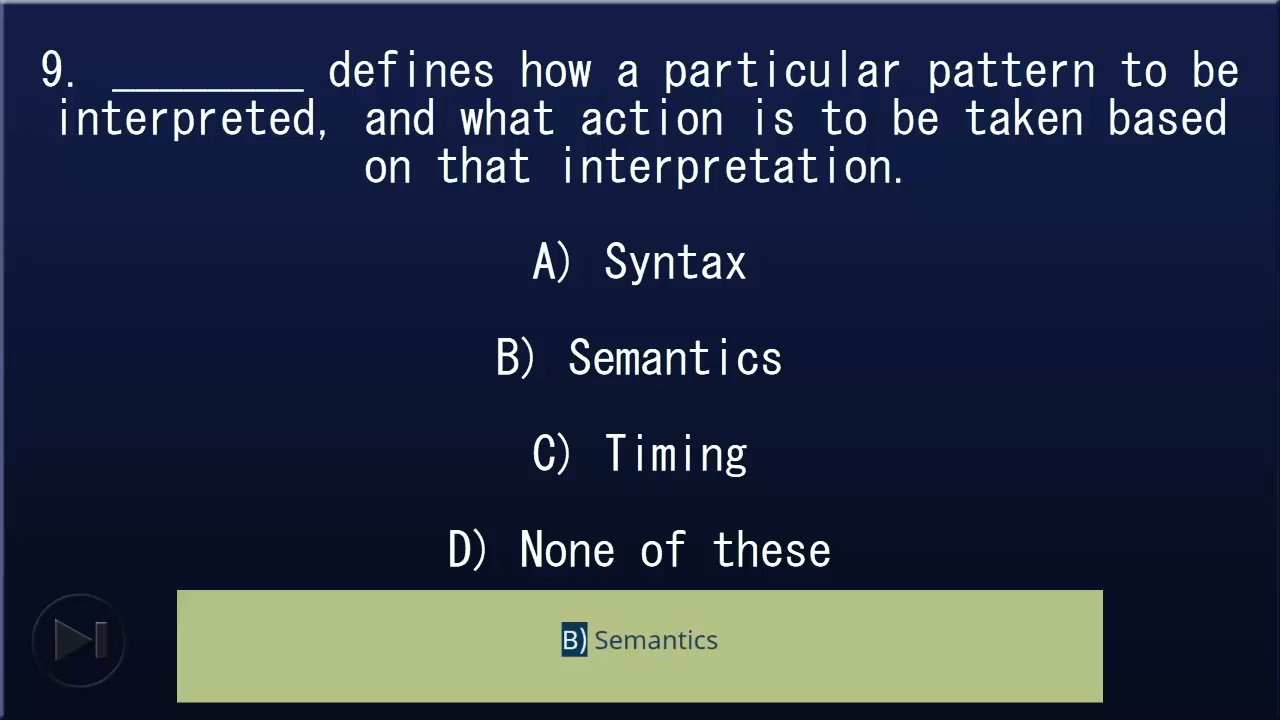 9. ________ defines how a particular pattern to be
interpreted, and what action is to be taken based
on that interpretation.
A) Syntax
B) Semantics
C) Timing
D) None of these
B) Semantics